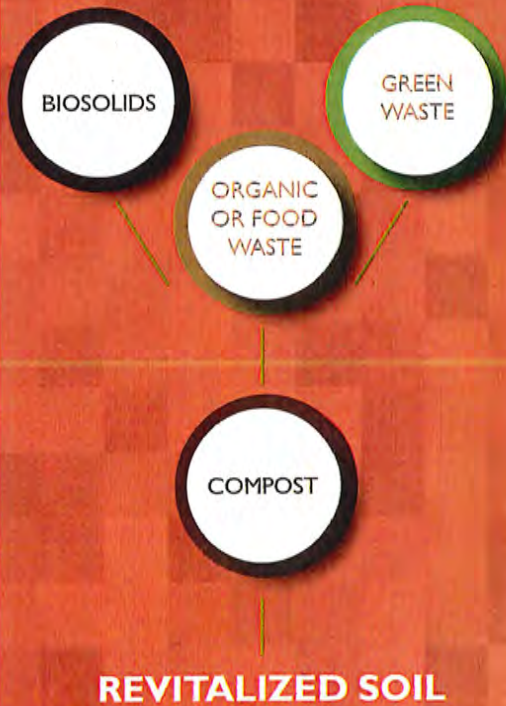 BIOSOLIDS
GREEN
WASTE
ORGANIC
OR FOOD
WASTE
COMPOST
REVITALIZED SOIL